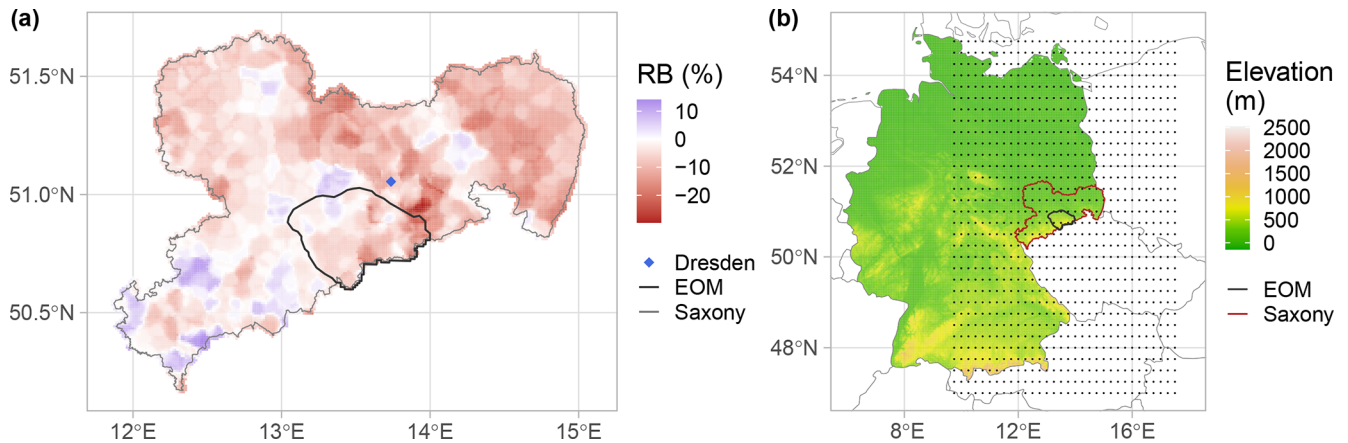 (a)
51.5°N
51.0°N
50.5°N
12°E
13°E
14°E
15°E
RB (%)
10
0
−10
−20
Dresden
EOM
Saxony
(b)
54°N
52°N
50°N
48°N
8°E
12°E
16°E
Elevation
(m)
2500
2000
1500
1000
500
0
EOM
Saxony